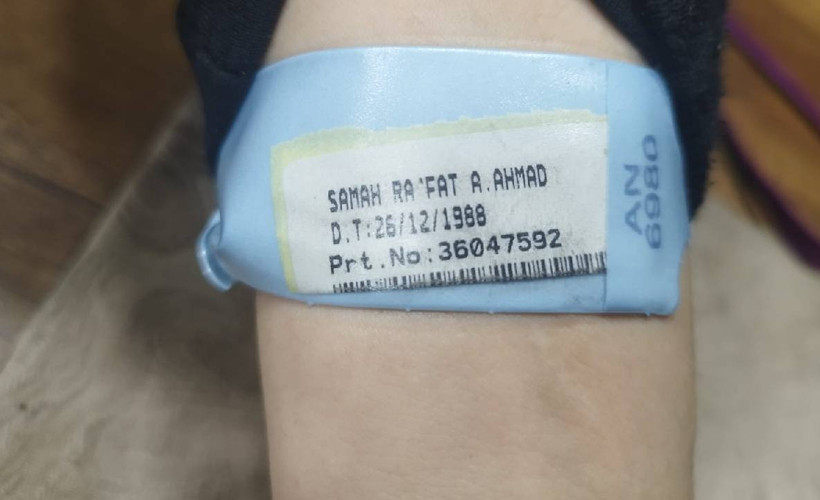 SAMAH RA'FAT A.AHMAD
D.T:26/12/1988
Prt.No:36047592
AN
6980